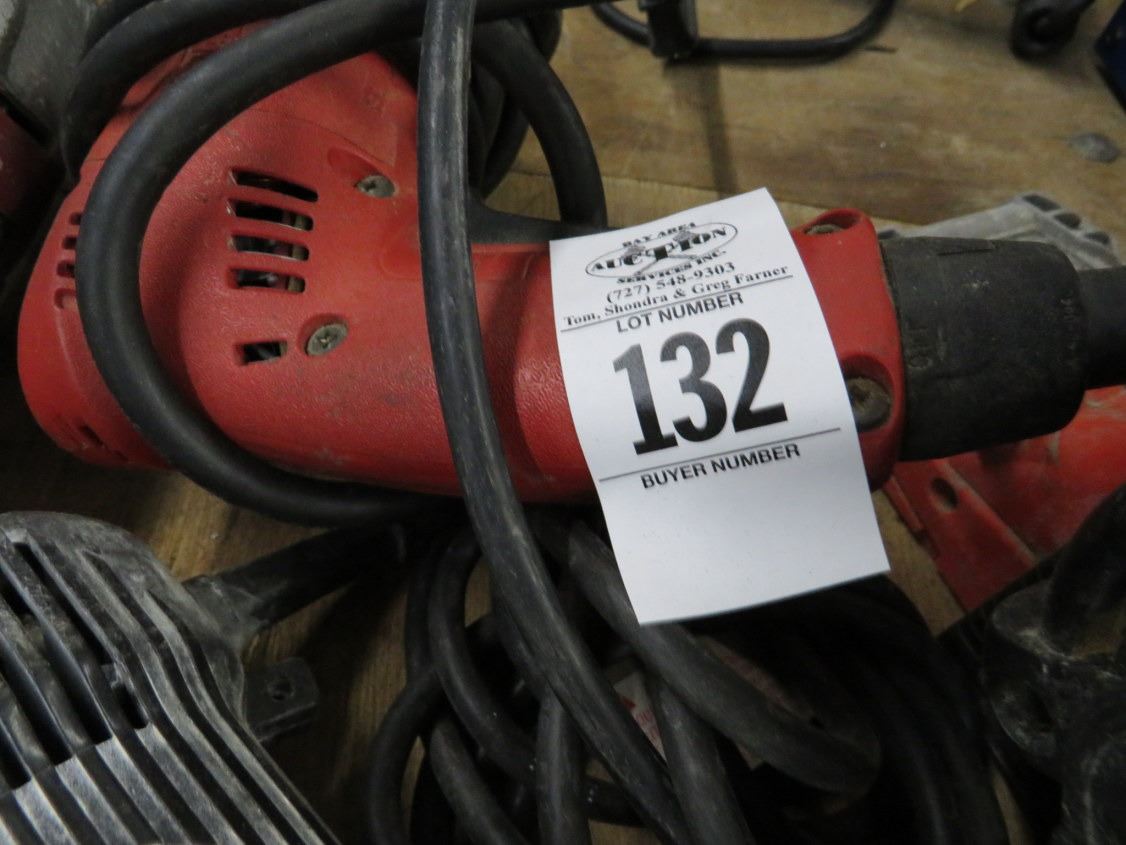 BAY AREA
AUCTION
SERVICES INC.
(727) 548-9303
Tom, Shondra & Greg Farner
LOT NUMBER
132
BUYER NUMBER